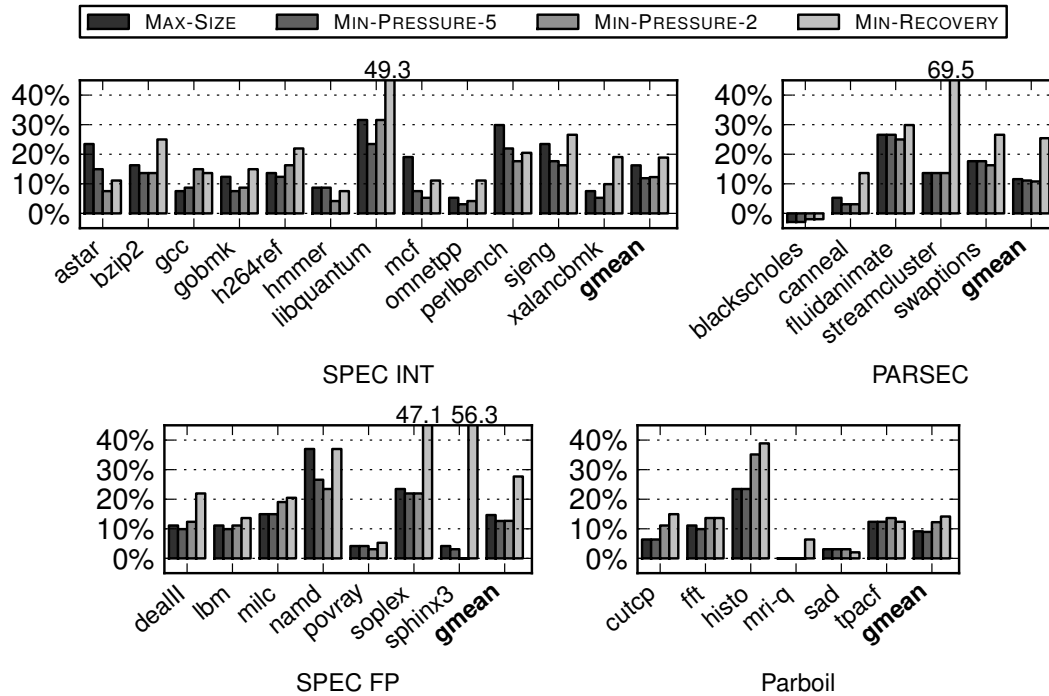 MAX-SIZE MIN-PRESSURE-5 MIN-PRESSURE-2 MIN-RECOVERY
49.3
40%
30%
20%
10%
0%
astar bzip2 gcc gobmk h264ref hmmer libquantum mcf omnetpp perlbench sjeng xalancbmk gmean
SPEC INT
69.5
40%
30%
20%
10%
0%
blackscholes canneal fluidanimate streamcluster swaptions gmean
PARSEC
47.1 56.3
40%
30%
20%
10%
0%
dealII lbm milc namd povray soplex sphinx3 gmean
SPEC FP
40%
30%
20%
10%
0%
cutcp fft histo mri-q sad tpacf gmean
Parboil